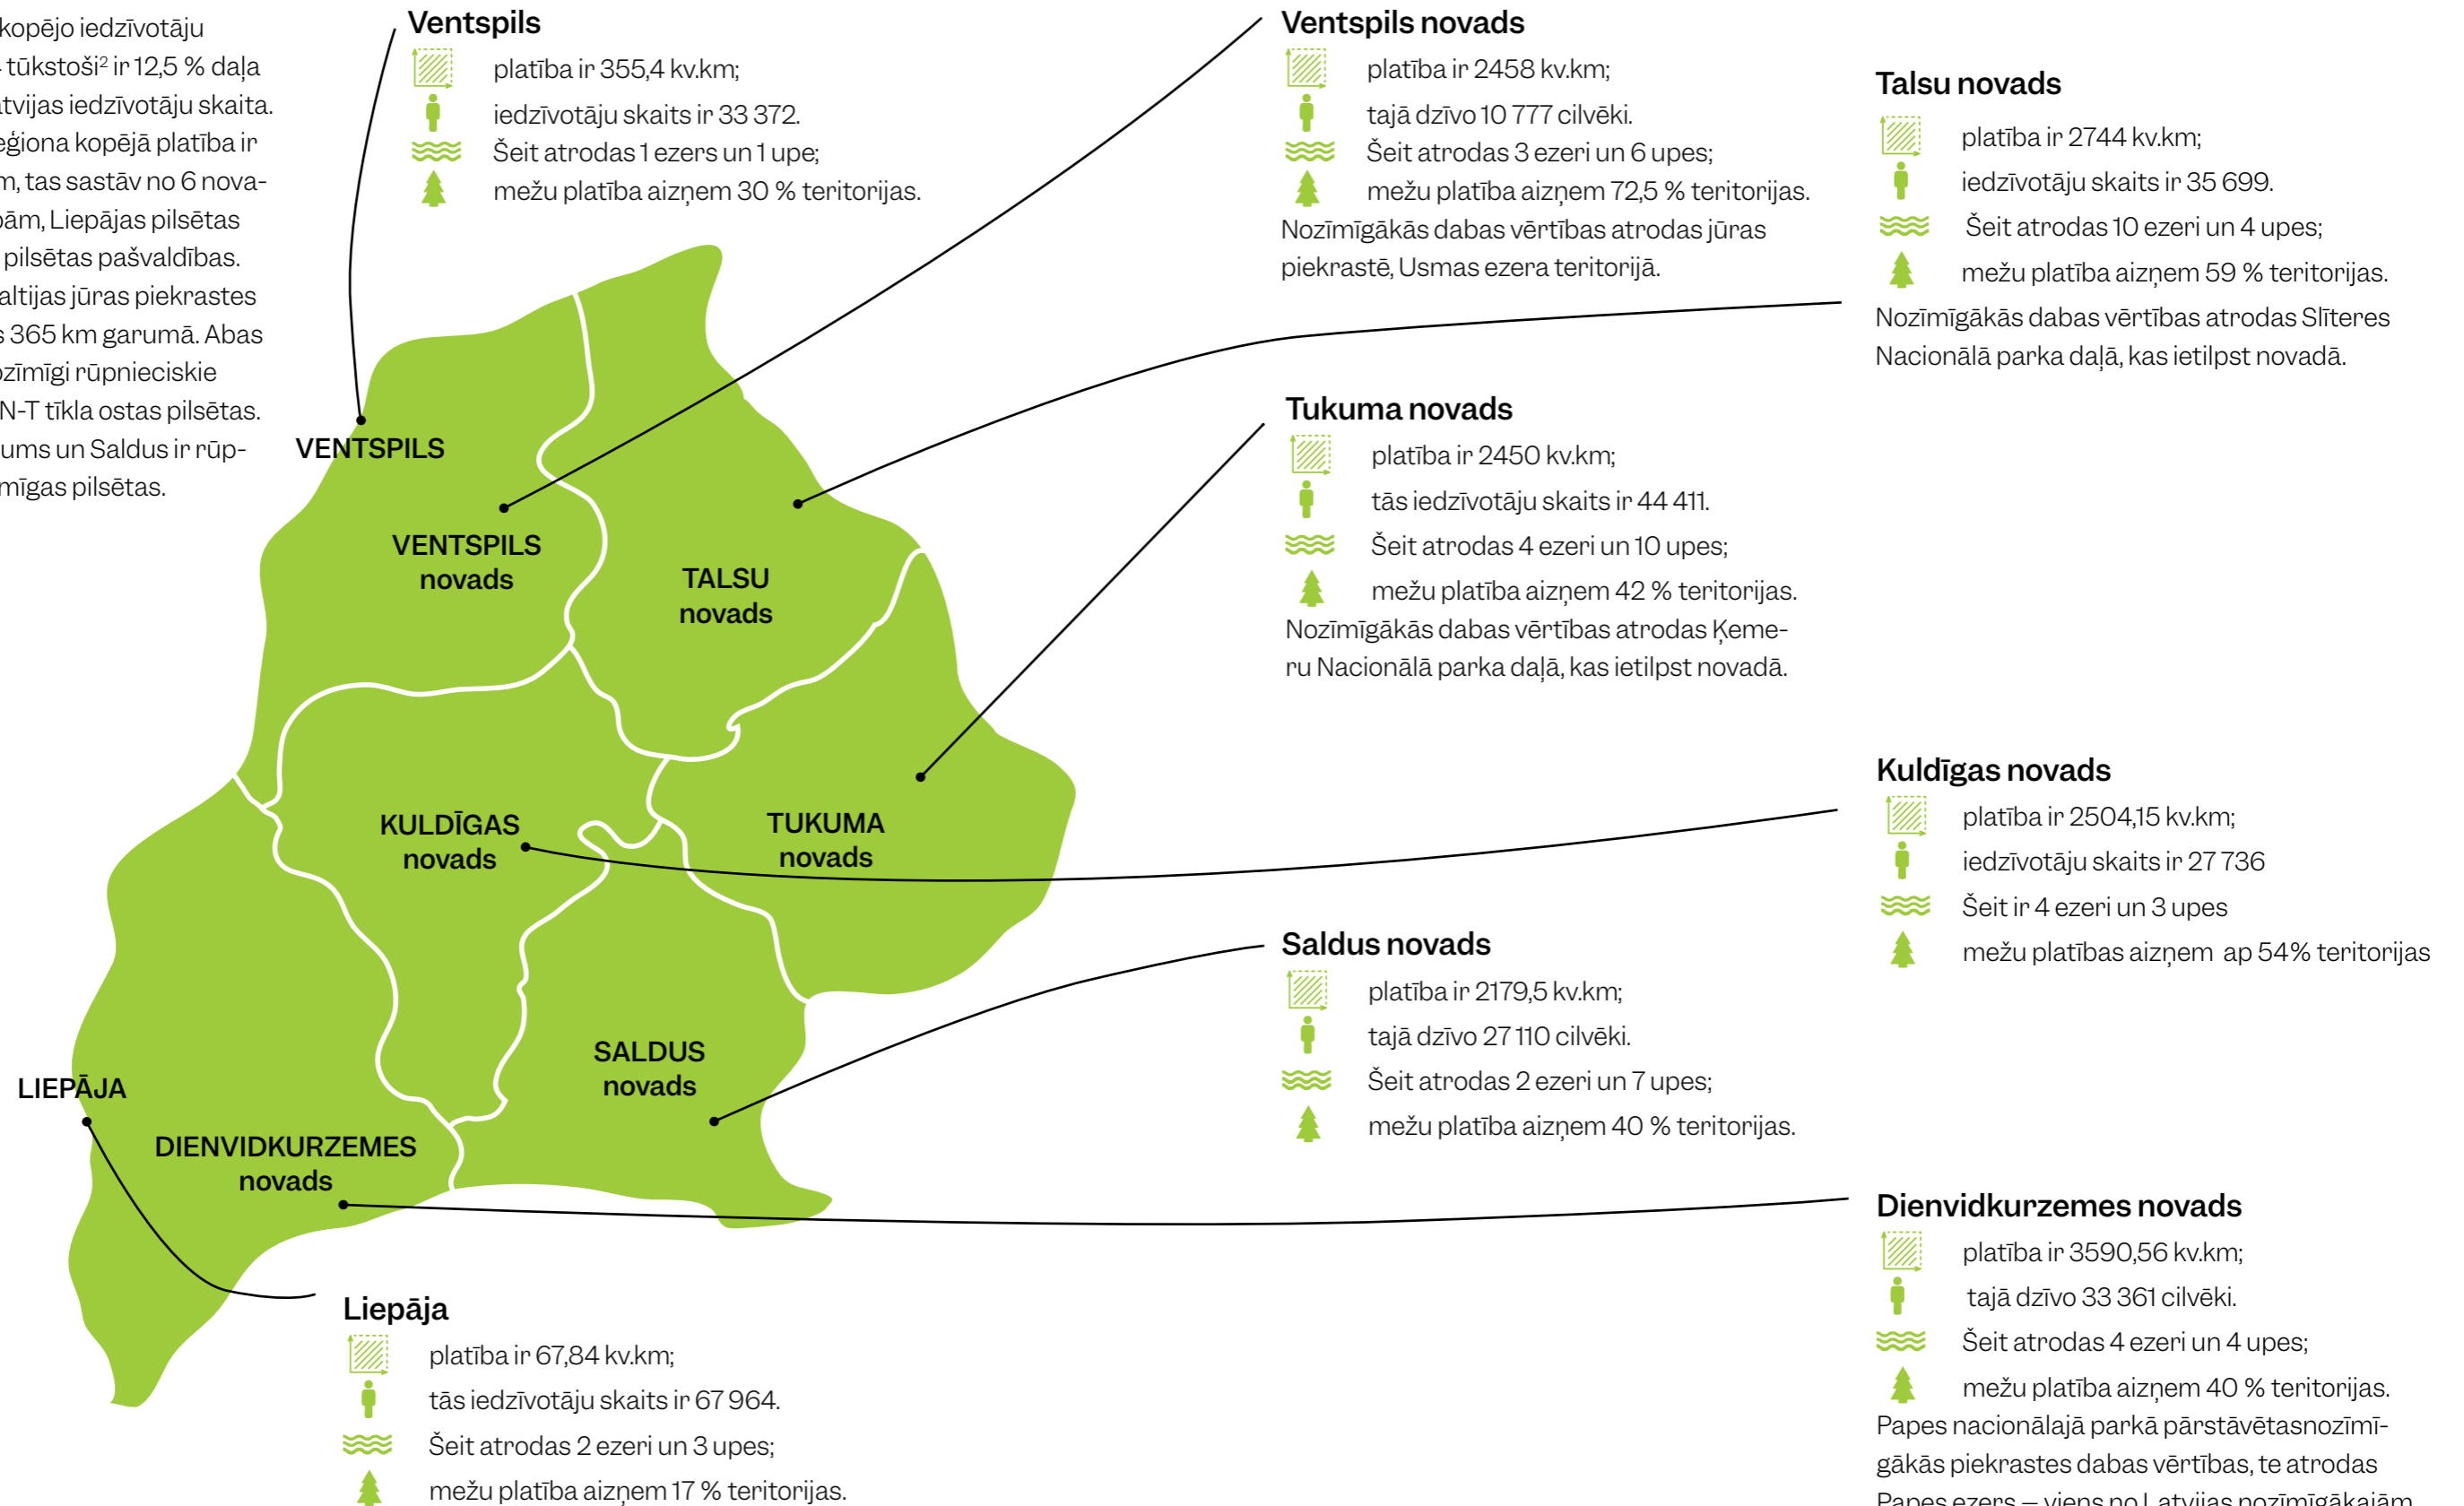 kopējo iedzīvotāju
tūkstoši² ir 12,5 % daļa
iedzīvotāju skaita.
kopējā platība ir
tas sastāv no 6 nova-
Liepājas pilsētas
pilsētas pašvaldības.
jūras piekrastes
365 km garumā. Abas
rūpnieciskie
tīkla ostas pilsētas.
un Saldus ir rūp-
pilsētas.
Ventspils
platība ir 355,4 kv.km;
iedzīvotāju skaits ir 33 372.
Šeit atrodas 1 ezers un 1 upe;
mežu platība aizņem 30 % teritorijas.
Ventspils novads
platība ir 2458 kv.km;
tajā dzīvo 10 777 cilvēki.
Šeit atrodas 3 ezeri un 6 upes;
mežu platība aizņem 72,5 % teritorijas.
Nozīmīgākās dabas vērtības atrodas jūras
piekrastē, Usmas ezera teritorijā.
Talsu novads
platība ir 2744 kv.km;
iedzīvotāju skaits ir 35 699.
Šeit atrodas 10 ezeri un 4 upes;
mežu platība aizņem 59 % teritorijas.
Nozīmīgākās dabas vērtības atrodas Slīteres
Nacionālā parka daļā, kas ietilpst novadā.
Tukuma novads
platība ir 2450 kv.km;
tās iedzīvotāju skaits ir 44 411.
Šeit atrodas 4 ezeri un 10 upes;
mežu platība aizņem 42 % teritorijas.
Nozīmīgākās dabas vērtības atrodas Ķeme-
ru Nacionālā parka daļā, kas ietilpst novadā.
VENTSPILS
VENTSPILS
novads
TALSU
novads
KULDĪGAS
novads
TUKUMA
novads
SALDUS
novads
LIEPĀJA
DIENVIDKURZEMES
novads
Kuldīgas novads
platība ir 2504,15 kv.km;
iedzīvotāju skaits ir 27 736
Šeit ir 4 ezeri un 3 upes
mežu platības aizņem ap 54% teritorijas
Saldus novads
platība ir 2179,5 kv.km;
tajā dzīvo 27 110 cilvēki.
Šeit atrodas 2 ezeri un 7 upes;
mežu platība aizņem 40 % teritorijas.
Dienvidkurzemes novads
platība ir 3590,56 kv.km;
tajā dzīvo 33 361 cilvēki.
Šeit atrodas 4 ezeri un 4 upes;
mežu platība aizņem 40 % teritorijas.
Papes nacionālajā parkā pārstāvētasnozīmī-
gākās piekrastes dabas vērtības, te atrodas
Papes ezers – viens no Latvijas nozīmīgākajām
Liepāja
platība ir 67,84 kv.km;
tās iedzīvotāju skaits ir 67 964.
Šeit atrodas 2 ezeri un 3 upes;
mežu platība aizņem 17 % teritorijas.